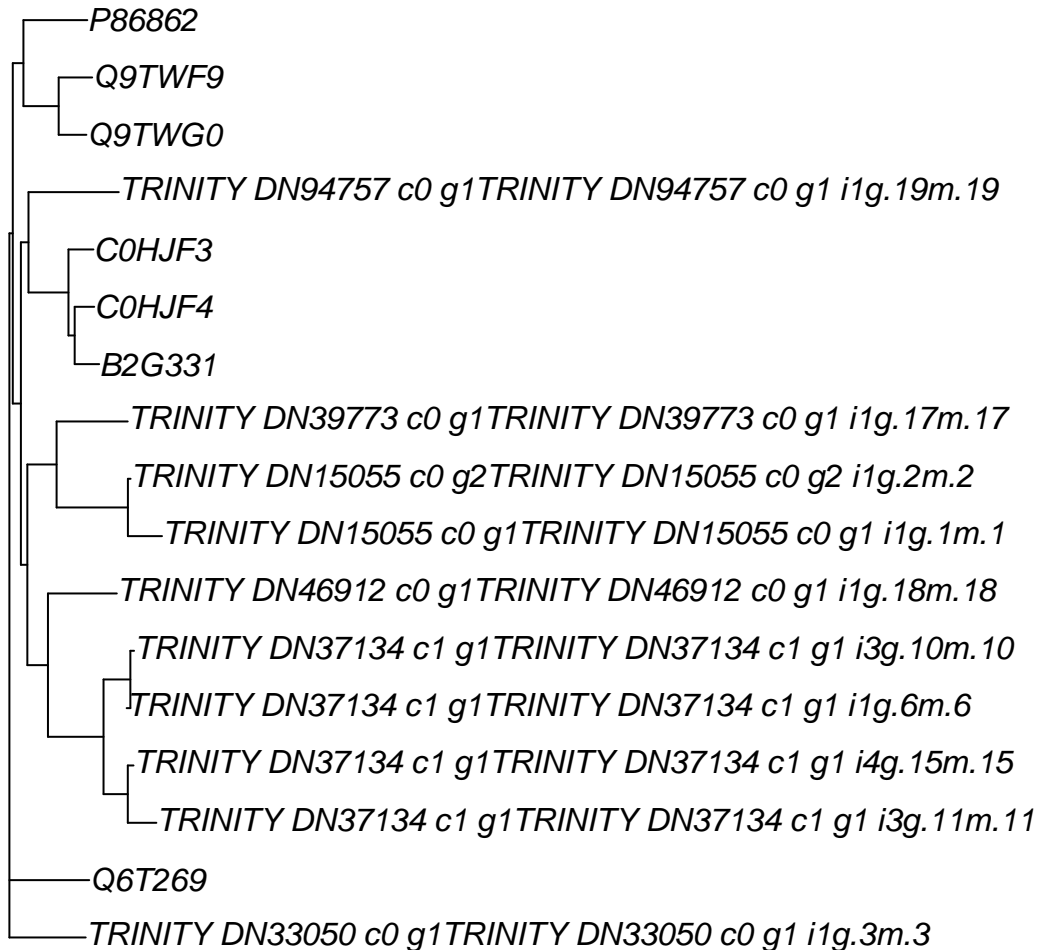 P86862
Q9TWF9
Q9TWG0
TRINITY DN94757 c0 g1TRINITY DN94757 c0 g1 i1g.19m.19
C0HJF3
C0HJF4
B2G331
TRINITY DN39773 c0 g1TRINITY DN39773 c0 g1 i1g.17m.17
TRINITY DN15055 c0 g2TRINITY DN15055 c0 g2 i1g.2m.2
TRINITY DN15055 c0 g1TRINITY DN15055 c0 g1 i1g.1m.1
TRINITY DN46912 c0 g1TRINITY DN46912 c0 g1 i1g.18m.18
TRINITY DN37134 c1 g1TRINITY DN37134 c1 g1 i3g.10m.10
TRINITY DN37134 c1 g1TRINITY DN37134 c1 g1 i1g.6m.6
TRINITY DN37134 c1 g1TRINITY DN37134 c1 g1 i4g.15m.15
TRINITY DN37134 c1 g1TRINITY DN37134 c1 g1 i3g.11m.11
Q6T269
TRINITY DN33050 c0 g1TRINITY DN33050 c0 g1 i1g.3m.3